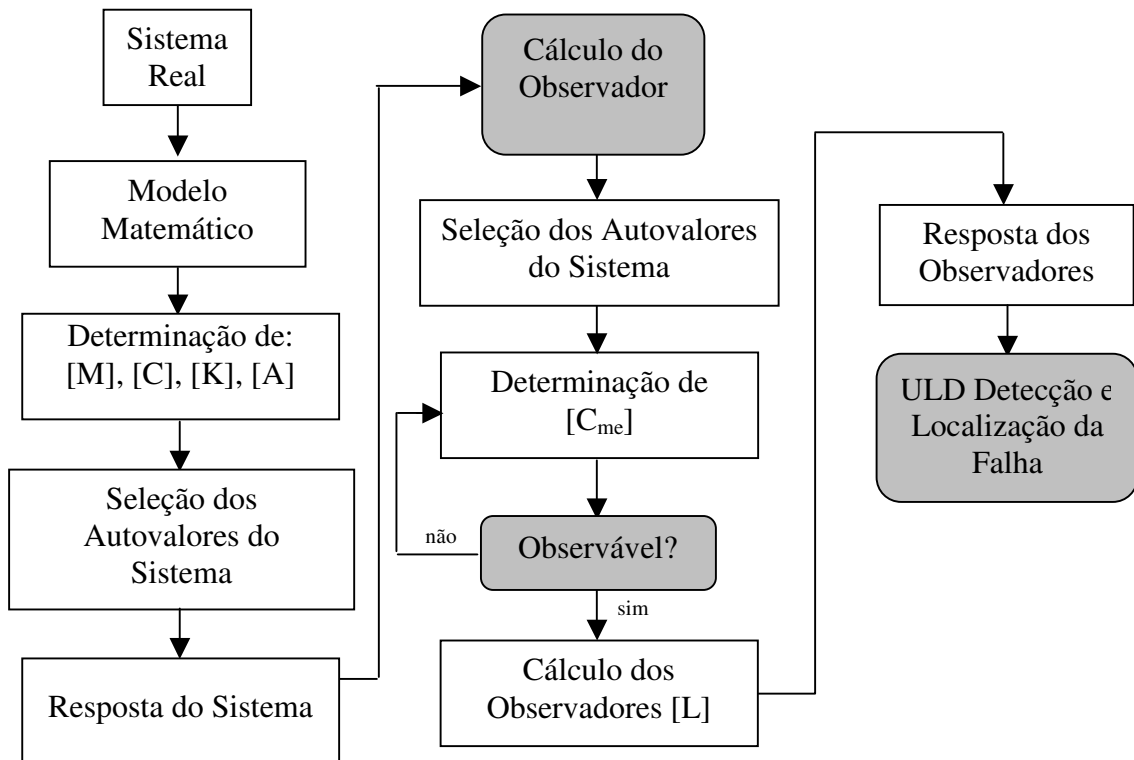 Sistema
Real
Modelo
Matemático
Determinação de:
[M], [C], [K], [A]
Seleção dos
Autovalores do
Sistema
Resposta do Sistema
Cálculo do
Observador
Seleção dos Autovalores
do Sistema
Determinação de
[Cme]
Observável?
não
sim
Cálculo dos
Observadores [L]
Resposta dos
Observadores
ULD Detecção e
Localização da
Falha